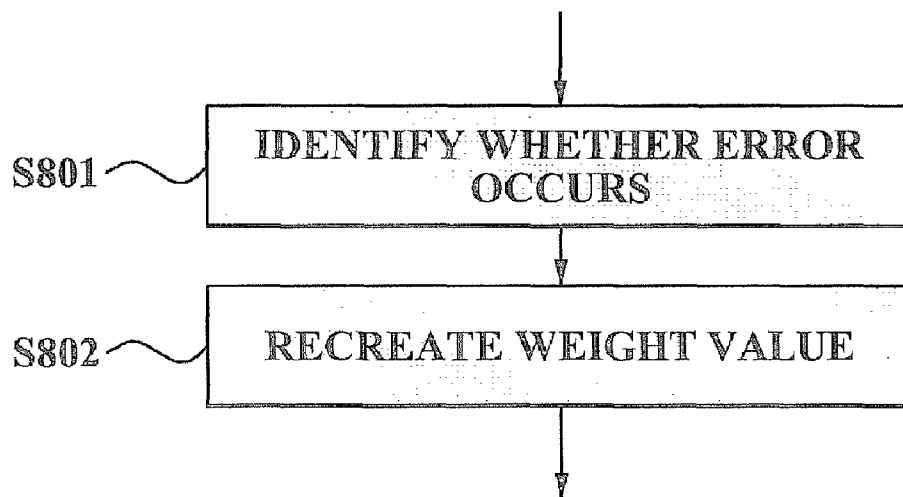 S801
IDENTIFY WHETHER ERROR
OCCURS
S802
RECREATE WEIGHT VALUE